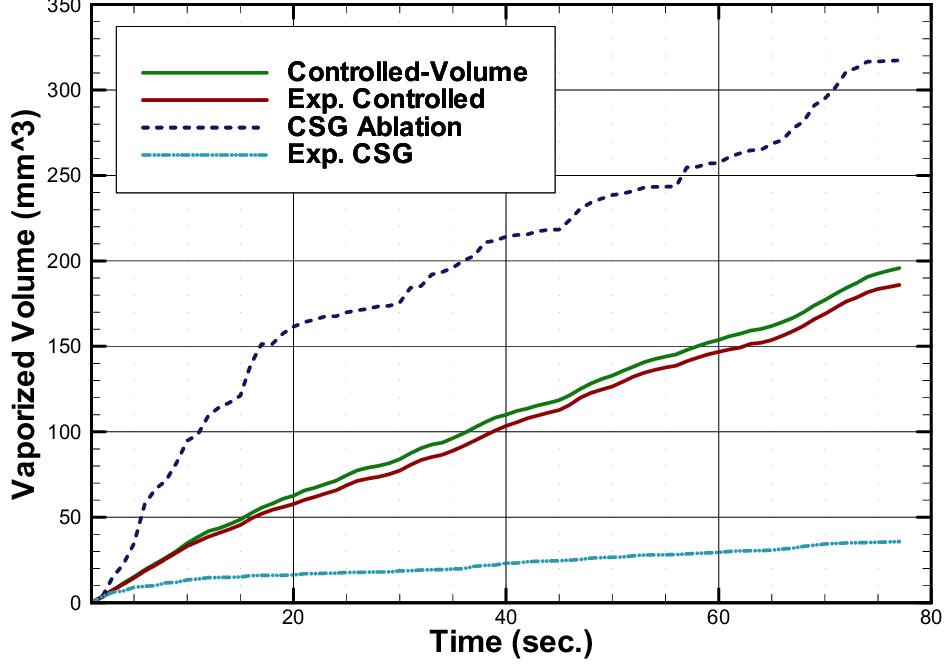 350
300
250
200
150
100
50
0
Vaporized Volume (mm^3)
Controlled-Volume
Exp. Controlled
CSG Ablation
Exp. CSG
20 40 60 80
Time (sec.)